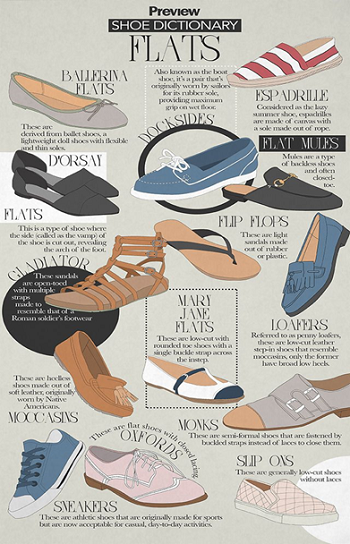 Preview
SHOE DICTIONARY
FLATS
BALLERINA
FLATS
These are
derived from ballet shoes, a
lightweight doll shoes with flexible
and thin soles.
Also known as the boat
shoe, it's a pair that's
originally worn by sailors
for its rubber sole,
providing maximum
grip on wet floor.
DOCKSIDES
ESPADRILLE
Considered as the lazy
summer shoe, espadrilles
are made of canvas with
a sole made out of rope.
D'ORSAY
FLATS
This is a type of shoe where
the side (called as the vamp) of
the shoe is cut out, revealing
the arch of the foot.
FLAT MULES
Mules are a type
of backless shoes
and often
closed-
toe.
FLIP FLOPS
These are light
sandals made
out of rubber
or plastic.
GLADIATOR
These sandals
are open-toed
with multiple
straps
made to
resemble that of a
Roman soldier's footwear
MARY
JANE
FLATS
These are low-cut with
rounded toe shoes with a
single buckle strap across
the instep.
LOAFERS
Referred to as penny loafers,
these are low-cut leather
step-in shoes that resemble
moccasins, only the former
have broad low heels.
These are heelless
shoes made out of
soft leather, originally
worn by Native
Americans.
MOCCASINS
MONKS
These are semi-formal shoes that are fastened by
buckled straps instead of laces to close them.
These are flat shoes with closed lacing.
OXFORDS
SLIP ONS
These are generally low-cut shoes
without laces
SNEAKERS
These are athletic shoes that are originally made for sports
but are now acceptable for casual, day-to-day activities.